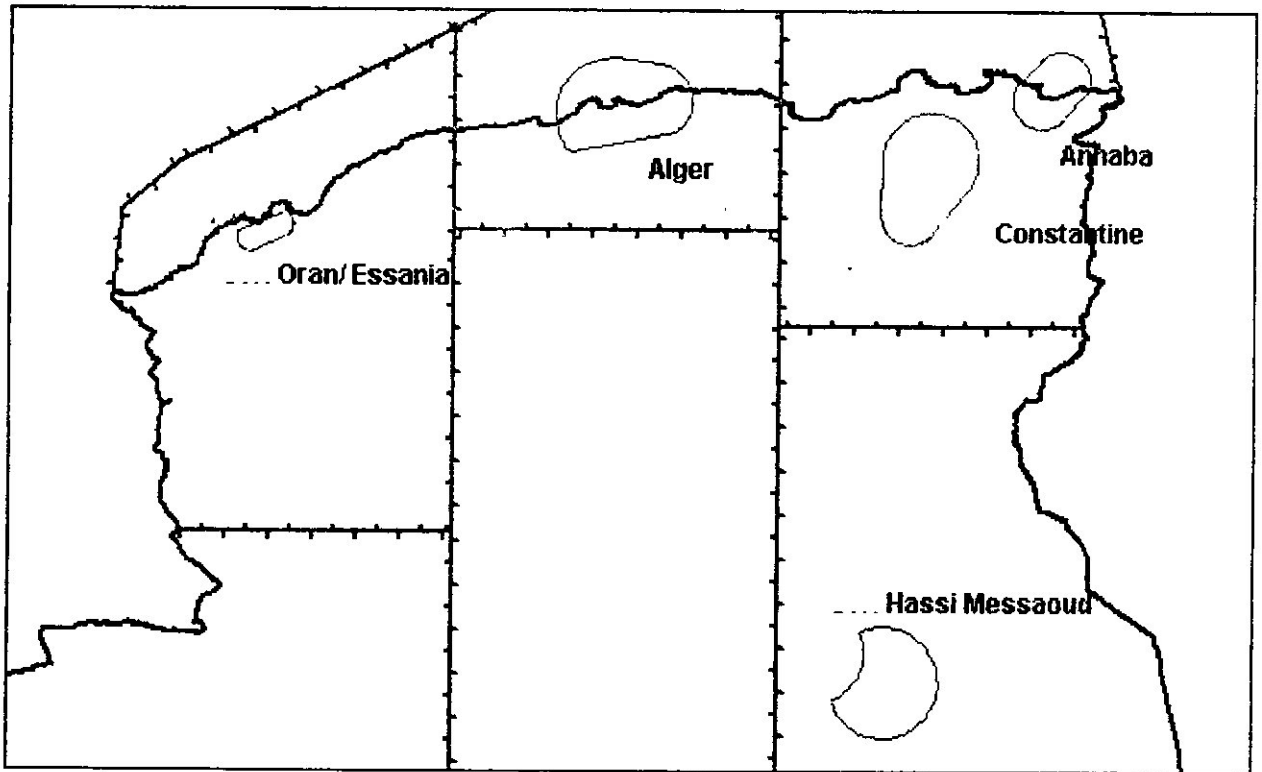 Alger
Annaba
Constantine
Oran/ Essania
Hassi Messaoud